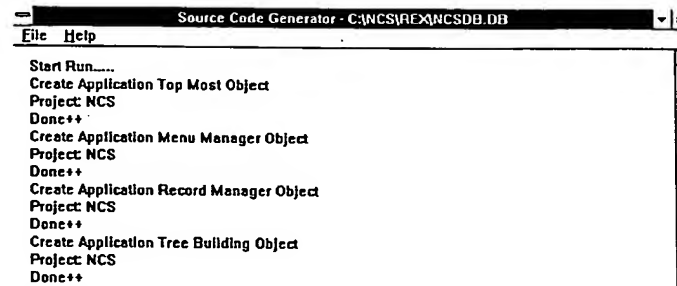 Source Code Generator - C:\NCS\REX\NCSDB.DB
File Help
Start Run.....
Create Application Top Most Object
Project: NCS
Done++
Create Application Menu Manager Object
Project: NCS
Done++
Create Application Record Manager Object
Project: NCS
Done++
Create Application Tree Building Object
Project: NCS
Done++